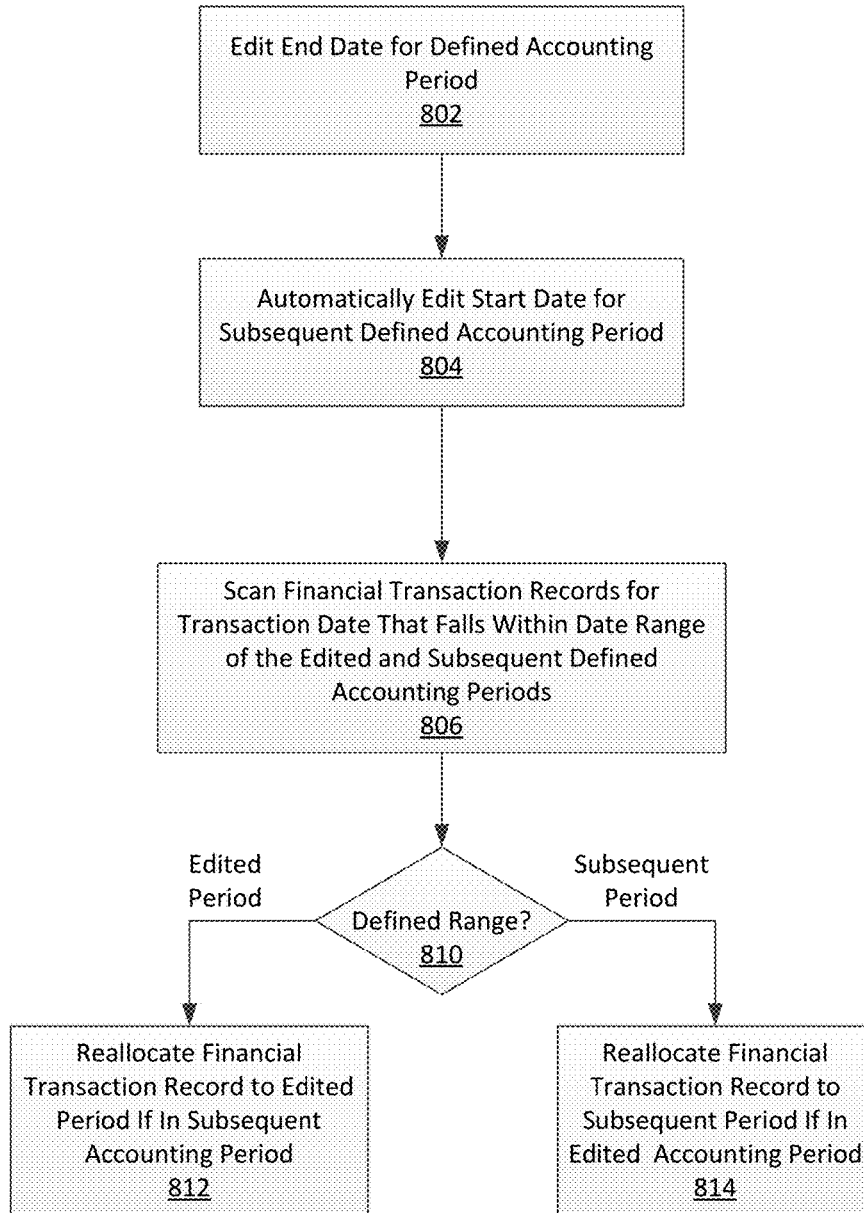 Edit End Date for Defined Accounting
Period
802
Automatically Edit Start Date for
Subsequent Defined Accounting Period
804
Scan Financial Transaction Records for
Transaction Date That Falls Within Date Range
of the Edited and Subsequent Defined
Accounting Periods
806
Edited
Period
Subsequent
Period
Defined Range?
810
Reallocate Financial
Transaction Record to Edited
Period If In Subsequent
Accounting Period
812
Reallocate Financial
Transaction Record to
Subsequent Period If In
Edited Accounting Period
814